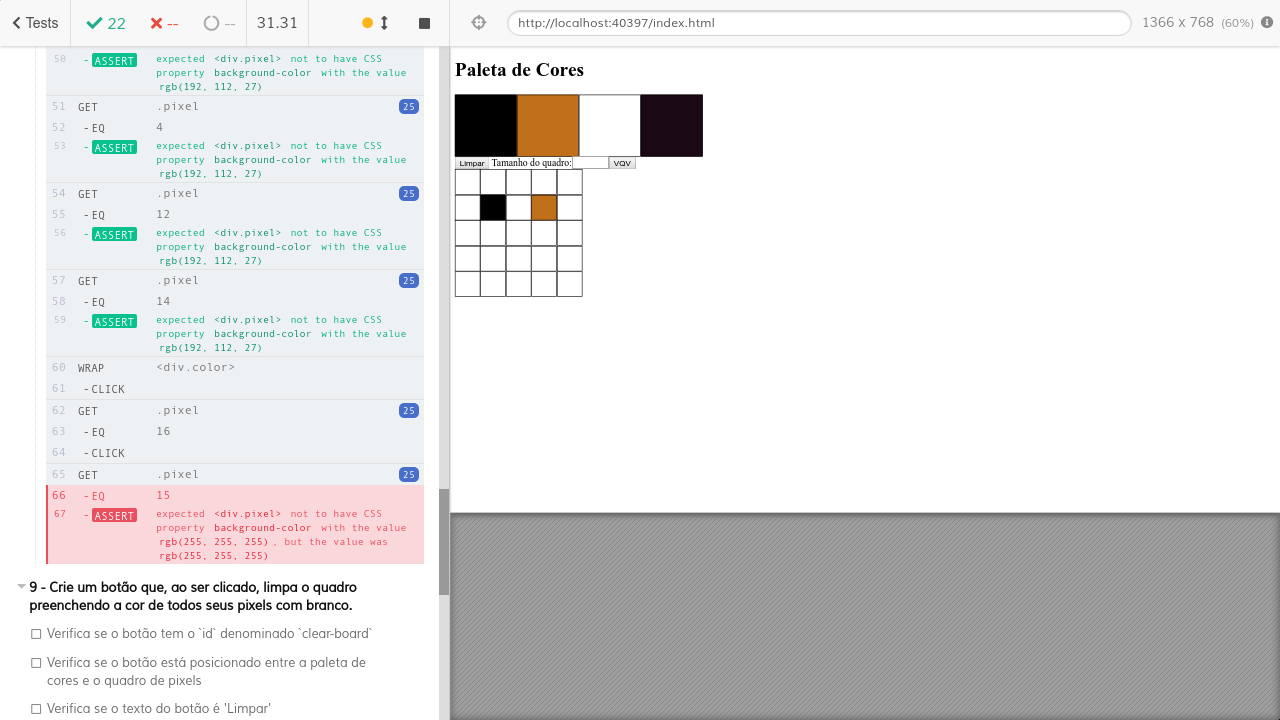 Tests
22
--
--
31.31
http://localhost:40397/index.html
1366 x 768 (60%)
50 - ASSERT expected <div.pixel> not to have CSS
property background-color with the value
rgb(192, 112, 27)
51 GET .pixel 25
52 - EQ 4
53 - ASSERT expected <div.pixel> not to have CSS
property background-color with the value
rgb(192, 112, 27)
54 GET .pixel 25
55 - EQ 12
56 - ASSERT expected <div.pixel> not to have CSS
property background-color with the value
rgb(192, 112, 27)
57 GET .pixel 25
58 - EQ 14
59 - ASSERT expected <div.pixel> not to have CSS
property background-color with the value
rgb(192, 112, 27)
60 WRAP <div.color>
61 - CLICK
62 GET .pixel 25
63 - EQ 16
64 - CLICK
65 GET .pixel 25
66 - EQ 15
67 - ASSERT expected <div.pixel> not to have CSS
property background-color with the value
rgb(255, 255, 255), but the value was
rgb(255, 255, 255)
9 - Crie um botão que, ao ser clicado, limpa o quadro
preenchendo a cor de todos seus pixels com branco.
Verifica se o botão tem o `id` denominado `clear-board`
Verifica se o botão está posicionado entre a paleta de
cores e o quadro de pixels
Verifica se o texto do botão é 'Limpar'
Paleta de Cores
Limpar Tamanho do quadro: VQV